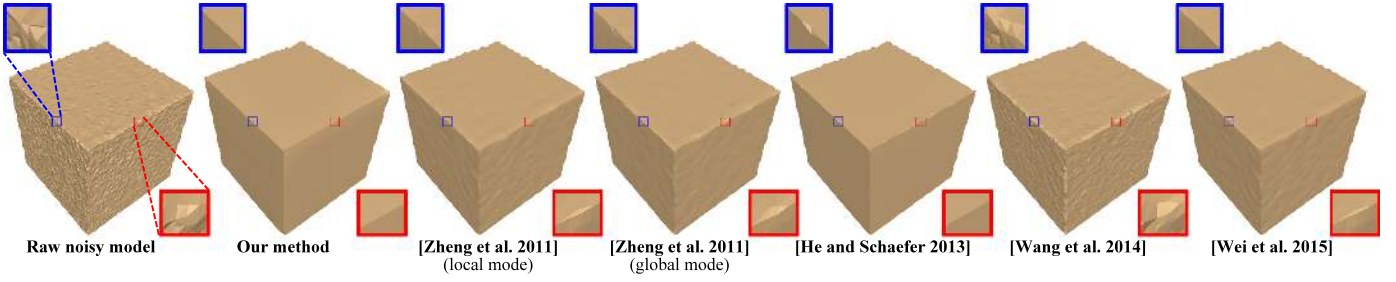 Raw noisy model
Our method
[Zheng et al. 2011]
(local mode)
[Zheng et al. 2011]
(global mode)
[He and Schaefer 2013]
[Wang et al. 2014]
[Wei et al. 2015]